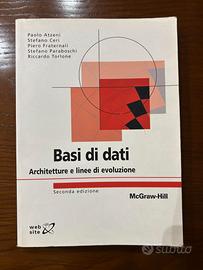 Paolo Atzeni
Stefano Ceri
Piero Fraternali
Stefano Paraboschi
Riccardo Torlone
Basi di dati
Architetture e linee di evoluzione
Seconda edizione
McGraw-Hill
web
site
subito